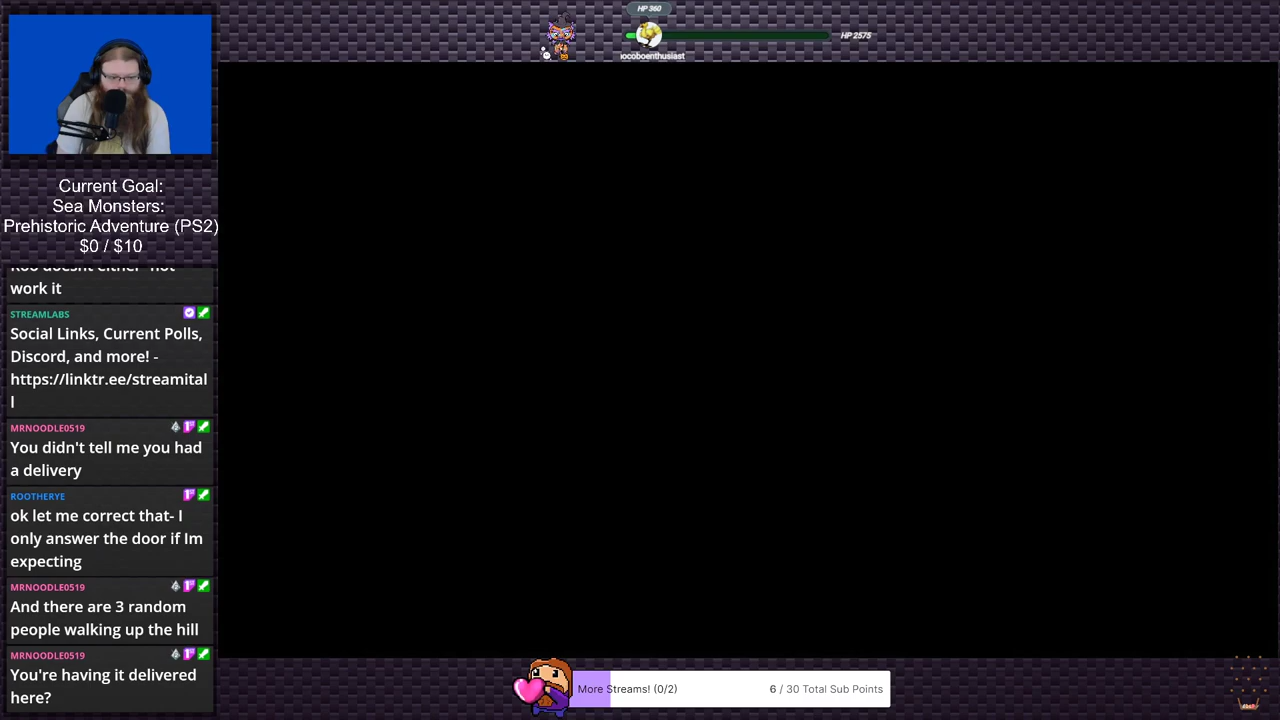 HP 360
HP 2575
ocoboenthusiast
Current Goal:
Sea Monsters:
Prehistoric Adventure (PS2)
$0 / $10
work it
STREAMLABS
Social Links, Current Polls,
Discord, and more! -
https://linktr.ee/streamital
l
MRNOODLE0519
You didn't tell me you had
a delivery
ROOTHERYE
ok let me correct that- I
only answer the door if Im
expecting
MRNOODLE0519
And there are 3 random
people walking up the hill
MRNOODLE0519
You're having it delivered
here?
More Streams! (0/2)
6 / 30 Total Sub Points